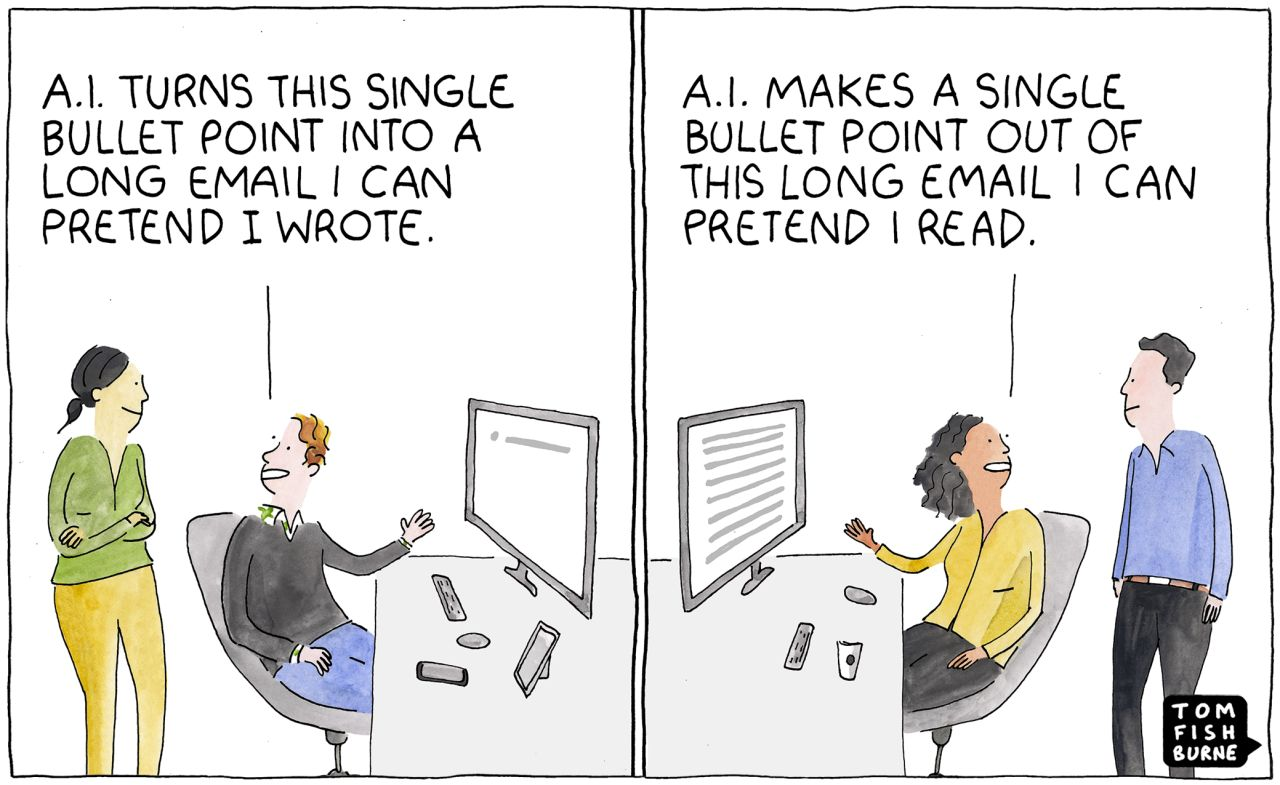 A.I. TURNS THIS SINGLE
BULLET POINT INTO A
LONG EMAIL I CAN
PRETEND I WROTE.
A.I. MAKES A SINGLE
BULLET POINT OUT OF
THIS LONG EMAIL I CAN
PRETEND I READ.
TOM
FISH
BURNE